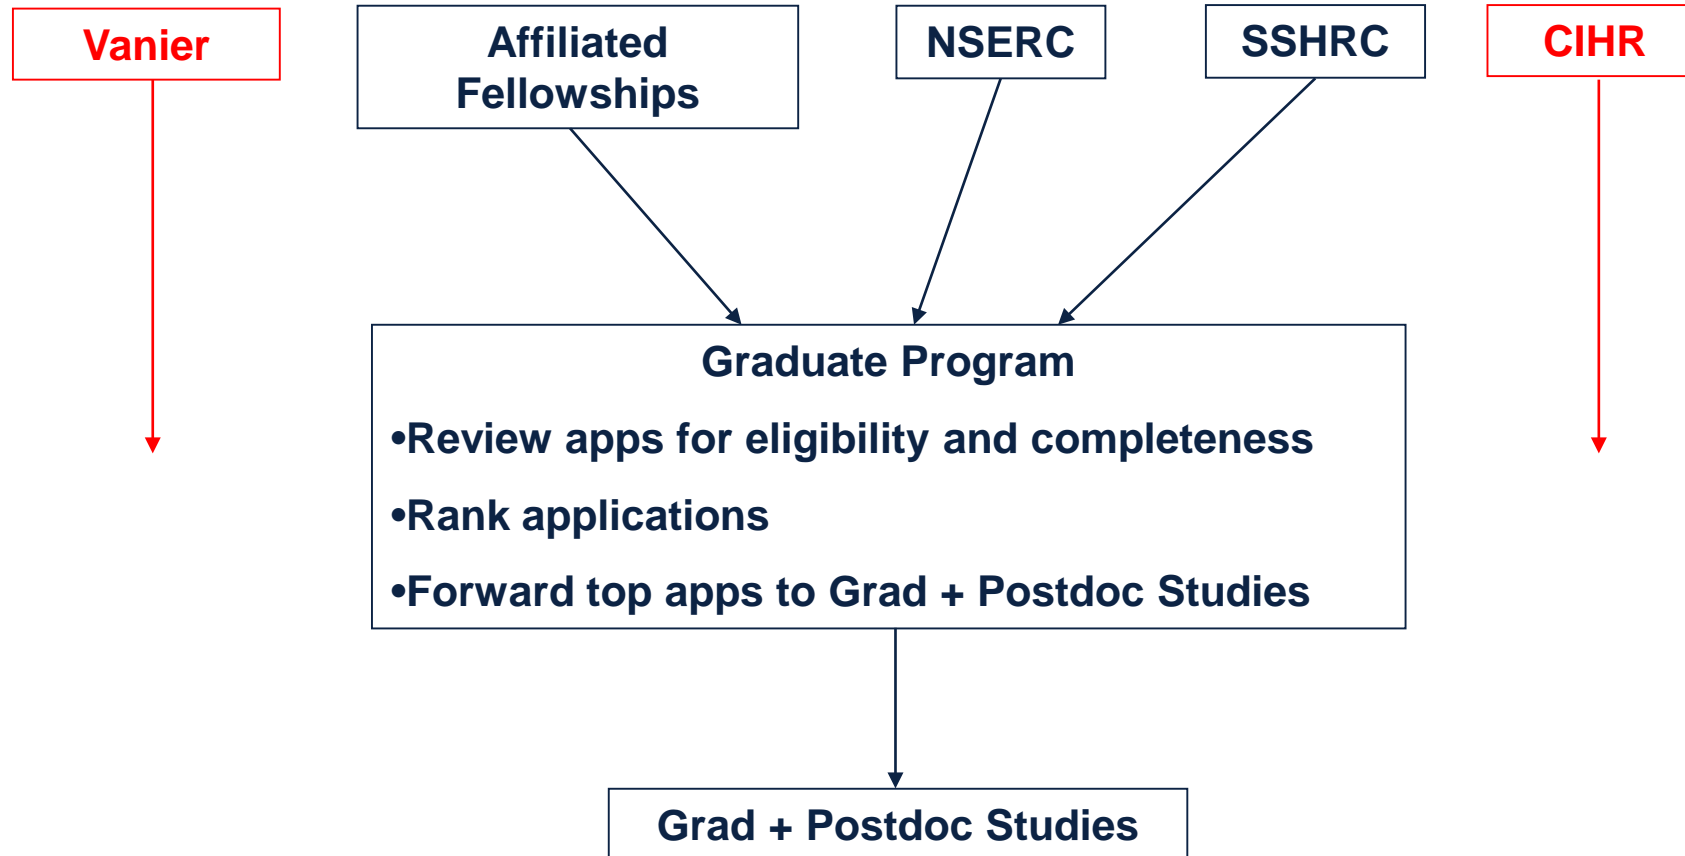 Vanier
Affiliated
Fellowships
NSERC
SSHRC
CIHR
Graduate Program
•Review apps for eligibility and completeness
•Rank applications
•Forward top apps to Grad + Postdoc Studies
Grad + Postdoc Studies